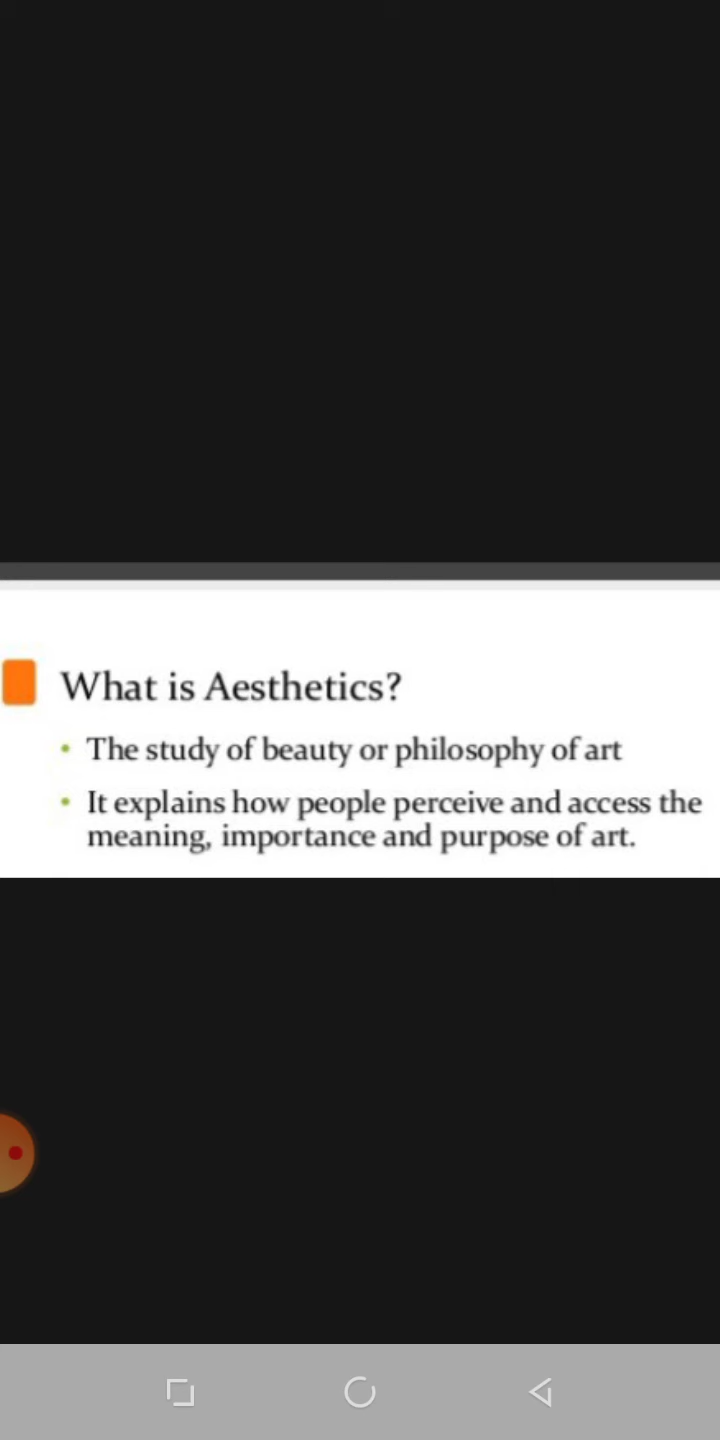 What is Aesthetics?
• The study of beauty or philosophy of art
• It explains how people perceive and access the
meaning, importance and purpose of art.